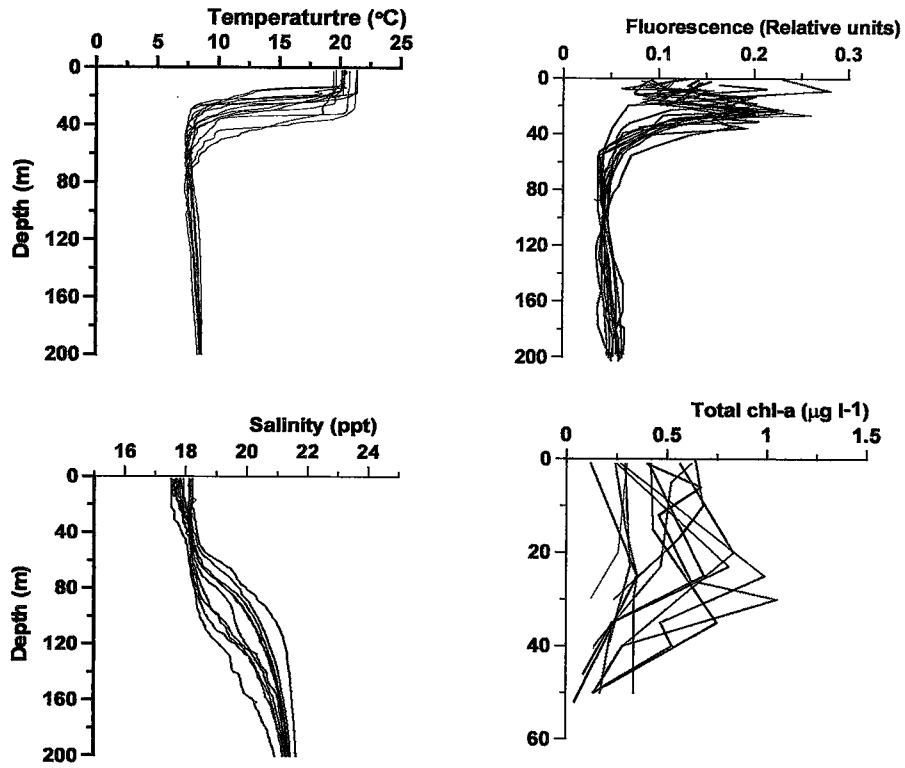 Temperaturtre (°C)
0 5 10 15 20 25
0
40
80
120
160
200
Depth (m)
Fluorescence (Relative units)
0 0.1 0.2 0.3
0
40
80
120
160
200
Salinity (ppt)
16 18 20 22 24
0
40
80
120
160
200
Depth (m)
Total chl-a (μg l-1)
0 0.5 1 1.5
0
20
40
60